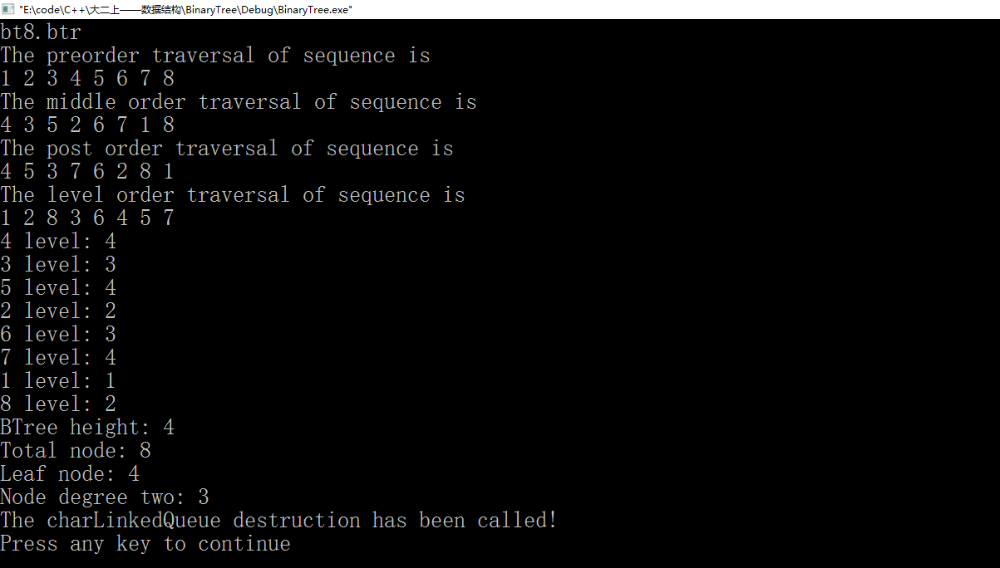 "E:\code\C++\大二上——数据结构\BinaryTree\Debug\BinaryTree.exe"
bt8.btr
The preorder traversal of sequence is
1 2 3 4 5 6 7 8
The middle order traversal of sequence is
4 3 5 2 6 7 1 8
The post order traversal of sequence is
4 5 3 7 6 2 8 1
The level order traversal of sequence is
1 2 8 3 6 4 5 7
4 level: 4
3 level: 3
5 level: 4
2 level: 2
6 level: 3
7 level: 4
1 level: 1
8 level: 2
BTree height: 4
Total node: 8
Leaf node: 4
Node degree two: 3
The charLinkedQueue destruction has been called!
Press any key to continue